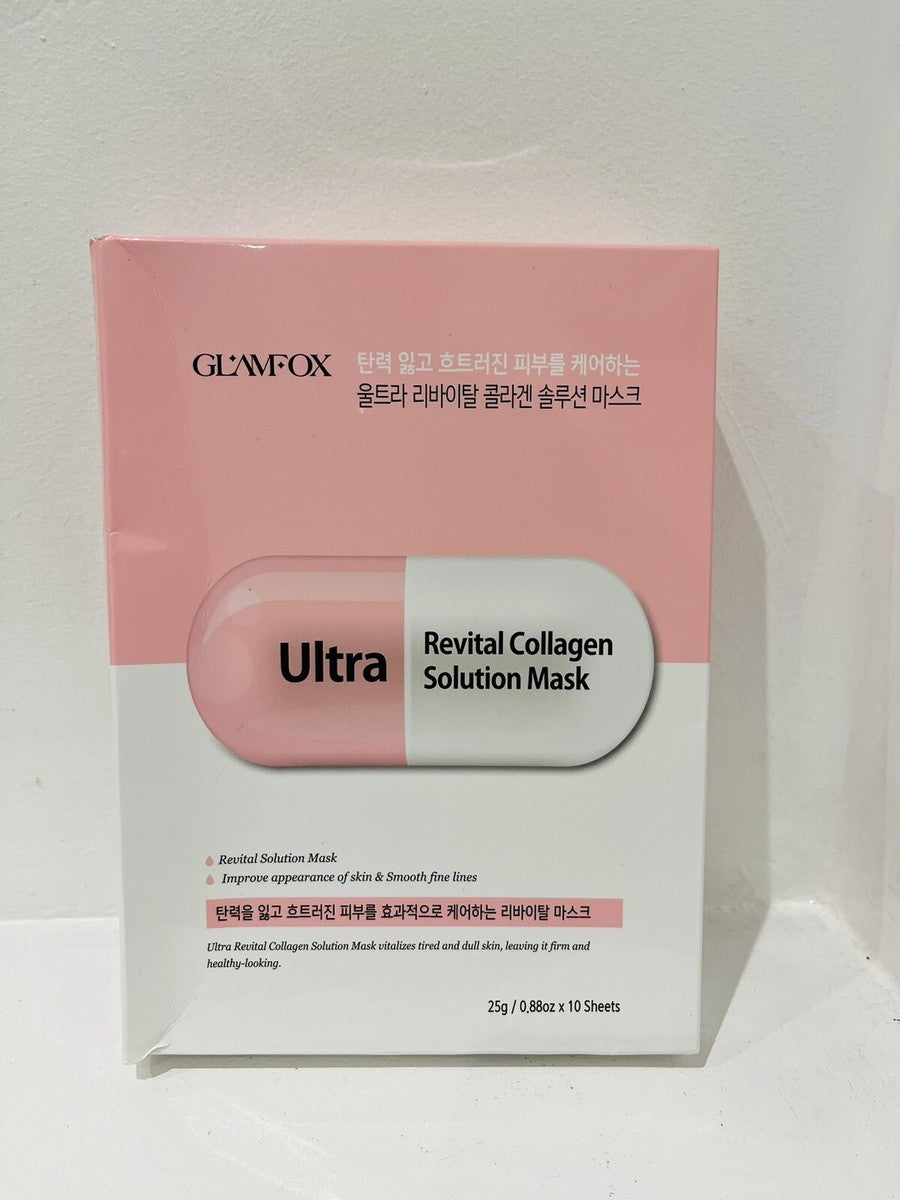 GLAMFOX
탄력 잃고 흐트러진 피부를 케어하는
울트라 리바이탈 콜라겐 솔루션 마스크
Ultra
Revital Collagen
Solution Mask
Revital Solution Mask
Improve appearance of skin & Smooth fine lines
탄력을 잃고 흐트러진 피부를 효과적으로 케어하는 리바이탈 마스크
Ultra Revital Collagen Solution Mask vitalizes tired and dull skin, leaving it firm and
healthy-looking.
25g / 0.88oz x 10 Sheets